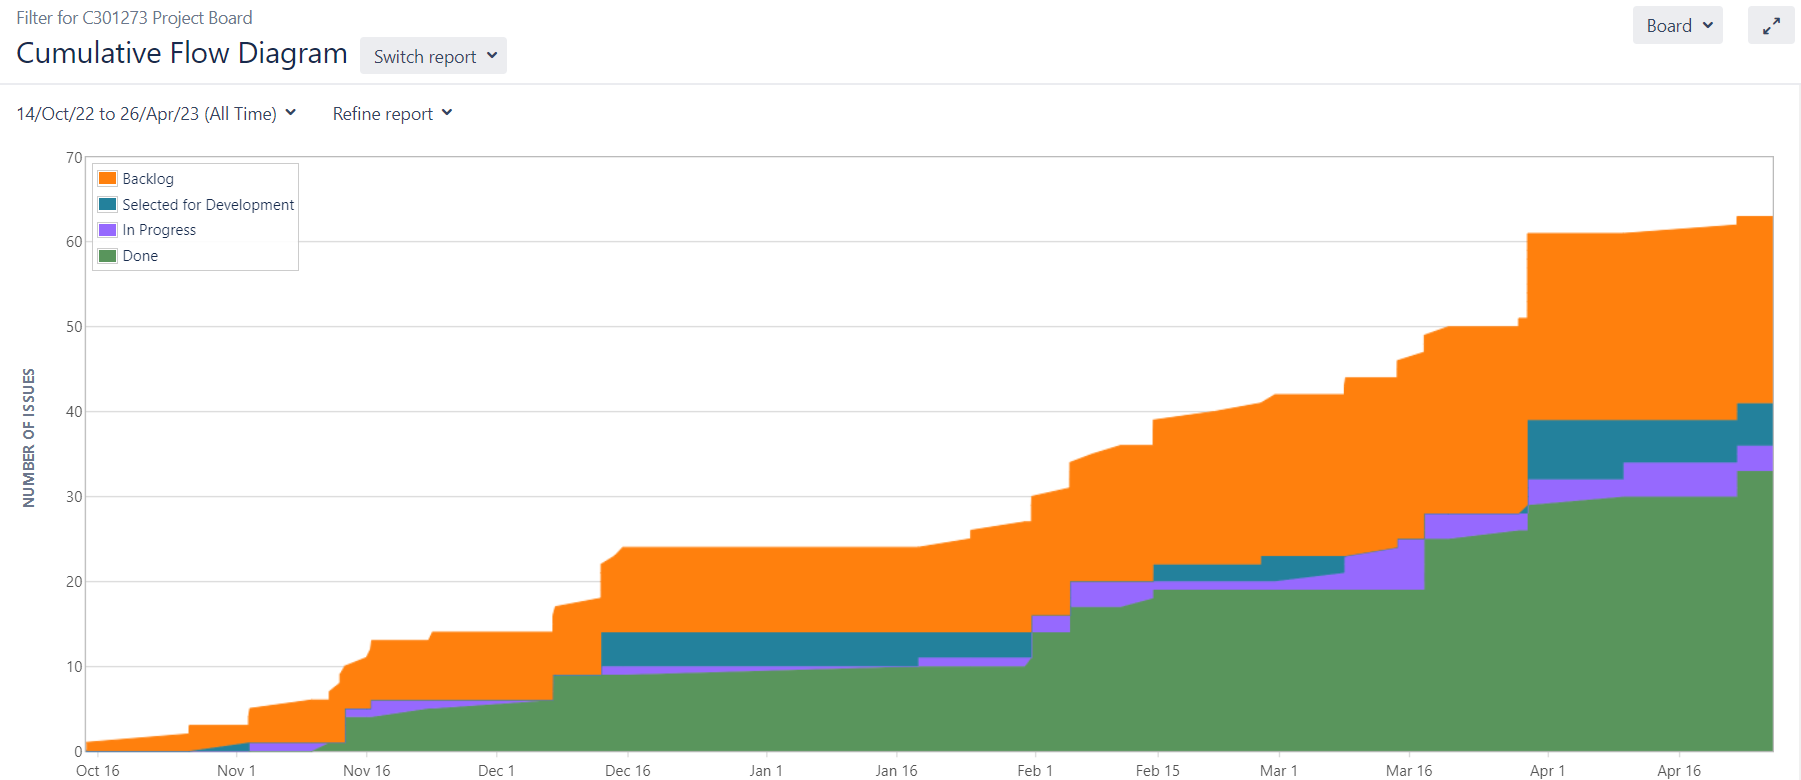 Filter for C301273 Project Board
Board
Cumulative Flow Diagram
Switch report
14/Oct/22 to 26/Apr/23 (All Time)
Refine report
NUMBER OF ISSUES
70
60
50
40
30
20
10
0
Backlog
Selected for Development
In Progress
Done
Oct 16 Nov 1 Nov 16 Dec 1 Dec 16 Jan 1 Jan 16 Feb 1 Feb 15 Mar 1 Mar 16 Apr 1 Apr 16